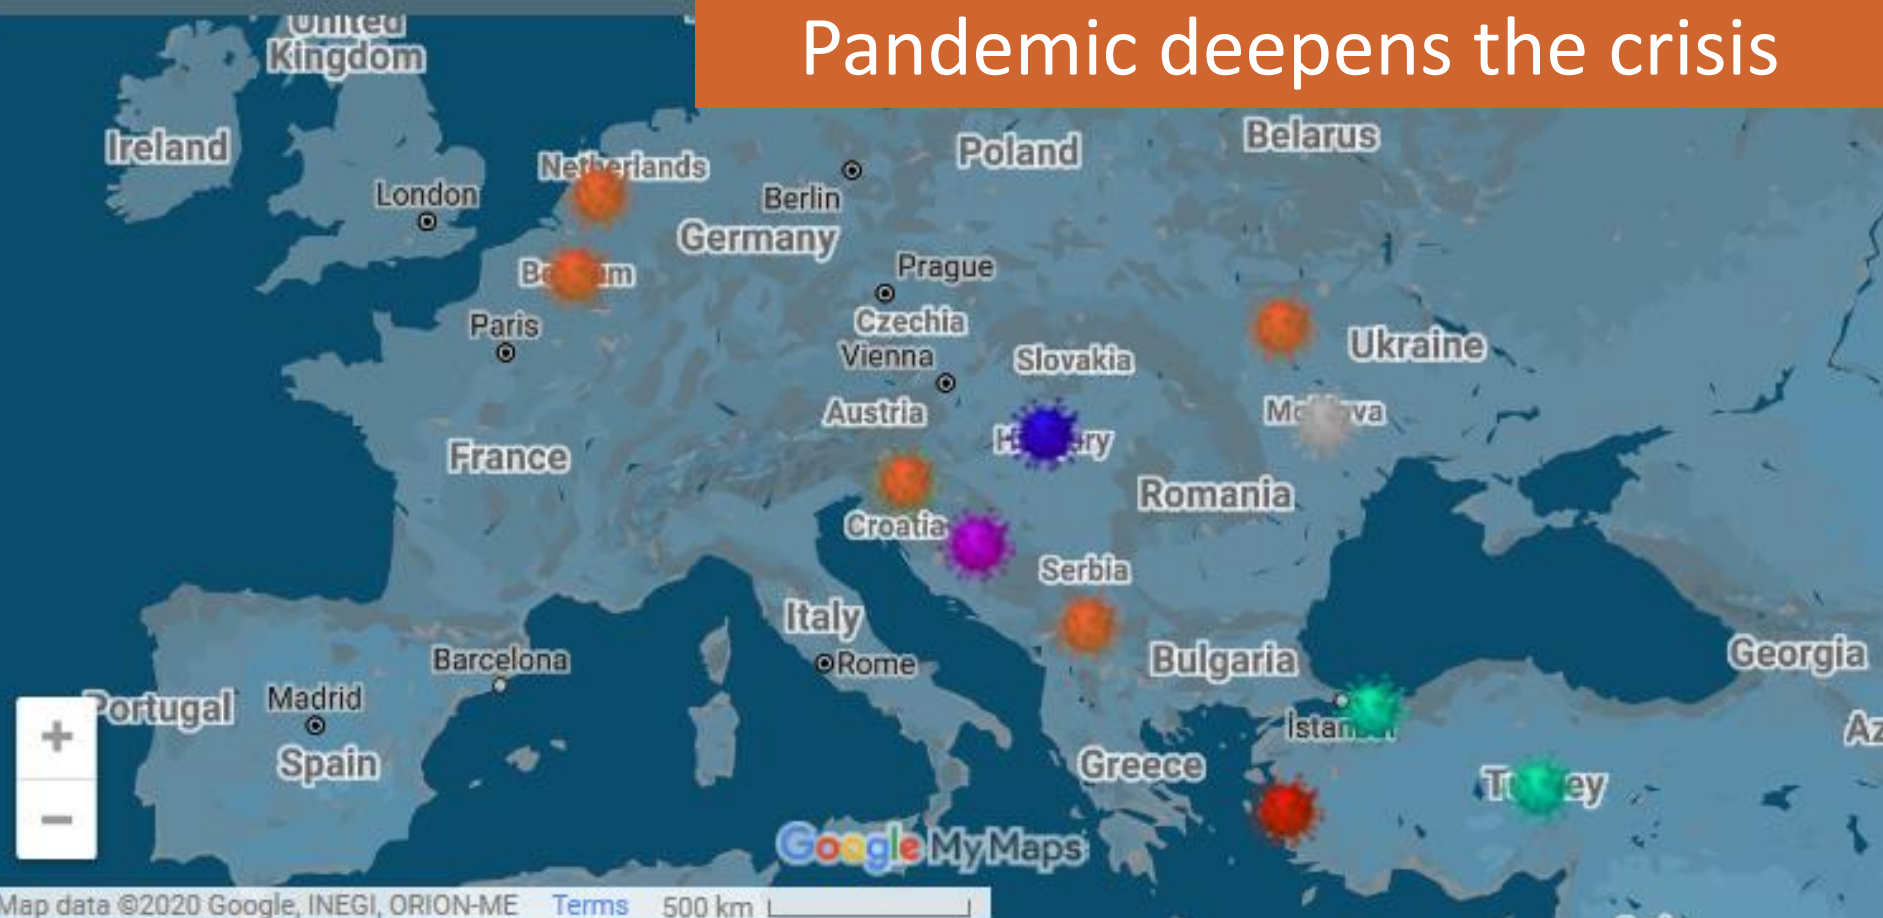 Pandemic deepens the crisis
United
Kingdom
Ireland
Netherlands
Poland
Belarus
London
Berlin
Germany
Prague
Czechia
Paris
Vienna
Slovakia
Ukraine
Austria
France
Romania
Croatia
Serbia
Italy
Rome
Bulgaria
Georgia
Barcelona
Portugal
Madrid
Spain
Greece
+
−
Google My Maps
Map data ©2020 Google, INEGI, ORION-ME Terms 500 km